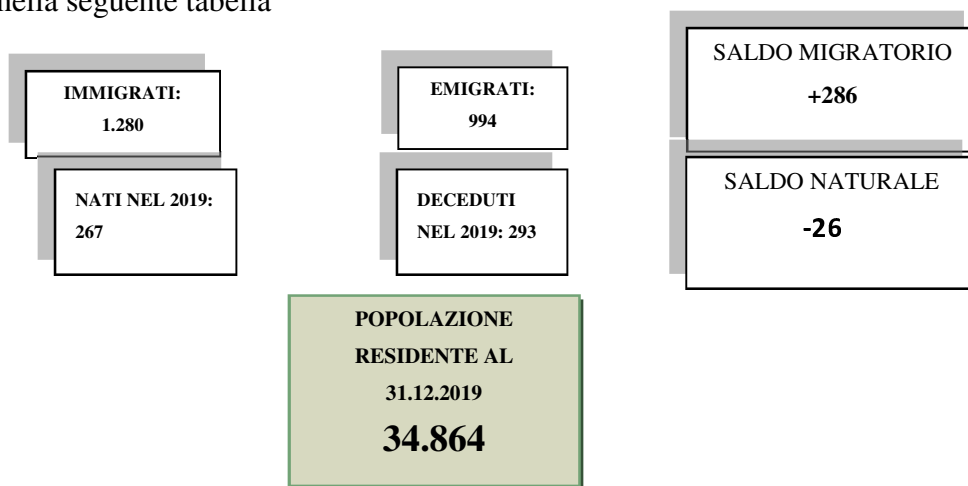 nella seguente tabella
IMMIGRATI:
1.280
EMIGRATI:
994
SALDO MIGRATORIO
+286
NATI NEL 2019:
267
DECEDUTI
NEL 2019: 293
SALDO NATURALE
-26
POPOLAZIONE
RESIDENTE AL
31.12.2019
34.864